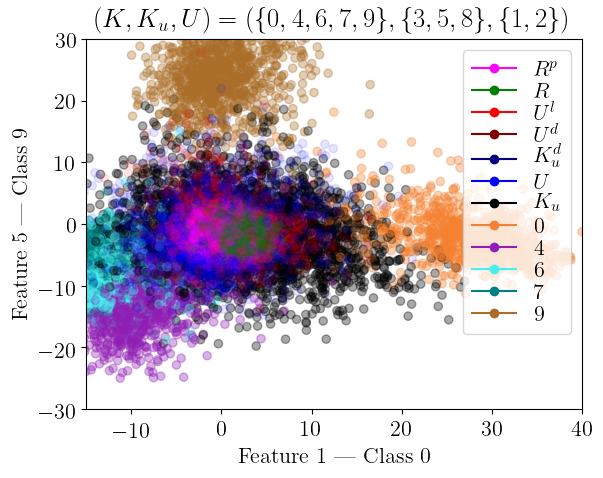 (K, K_u, U) = ({0, 4, 6, 7, 9}, {3, 5, 8}, {1, 2})
30
20
10
0
−10
−20
−30
Feature 5 — Class 9
R^p
R
U^l
U^d
K_u^d
U
K_u
0
4
6
7
9
−10
0
10
20
30
40
Feature 1 — Class 0